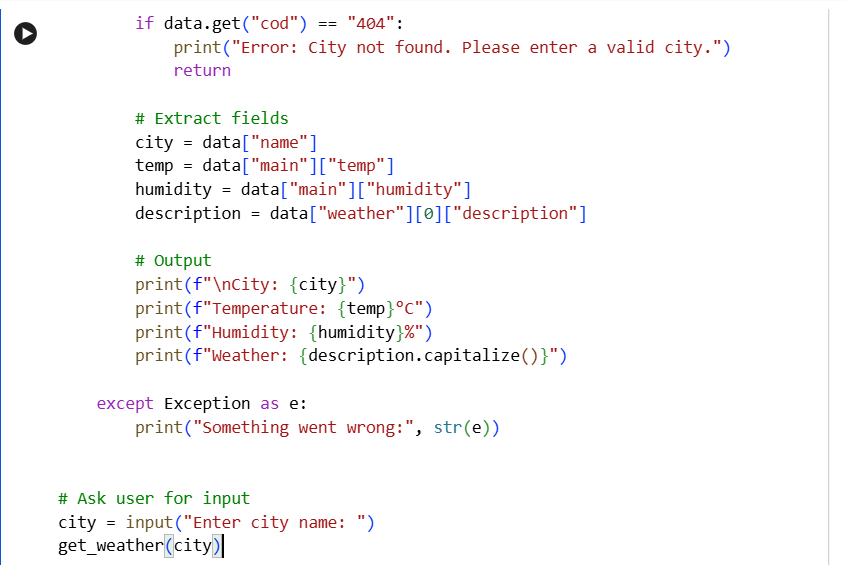 if data.get("cod") == "404":
print("Error: City not found. Please enter a valid city.")
return
# Extract fields
city = data["name"]
temp = data["main"]["temp"]
humidity = data["main"]["humidity"]
description = data["weather"][0]["description"]
# Output
print(f"\nCity: {city}")
print(f"Temperature: {temp}°C")
print(f"Humidity: {humidity}%")
print(f"Weather: {description.capitalize()}")
except Exception as e:
print("Something went wrong:", str(e))
# Ask user for input
city = input("Enter city name: ")
get_weather(city)